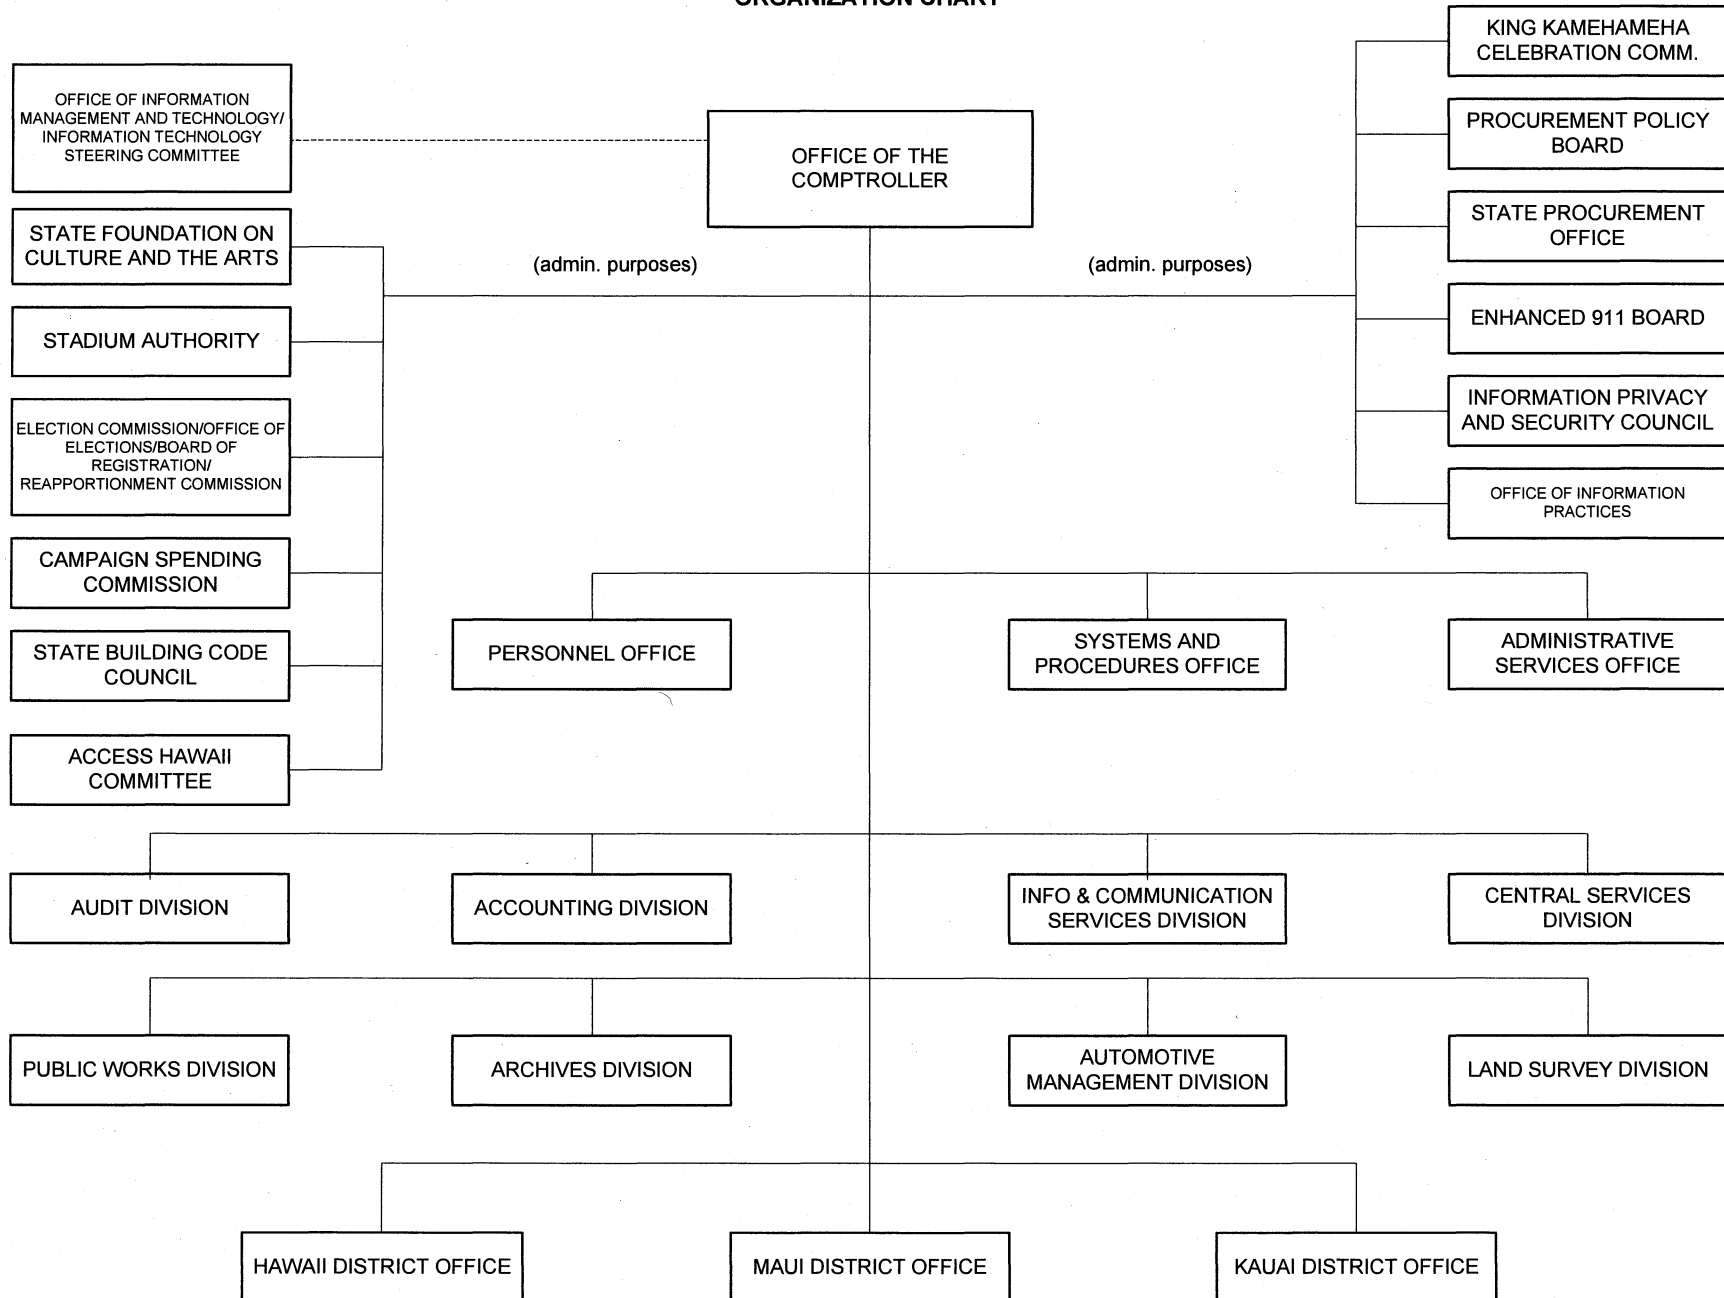 ORGANIZATION CHART
KING KAMEHAMEHA
CELEBRATION COMM.
OFFICE OF INFORMATION
MANAGEMENT AND TECHNOLOGY/
INFORMATION TECHNOLOGY
STEERING COMMITTEE
OFFICE OF THE
COMPTROLLER
PROCUREMENT POLICY
BOARD
STATE PROCUREMENT
OFFICE
STATE FOUNDATION ON
CULTURE AND THE ARTS
(admin. purposes)
(admin. purposes)
STADIUM AUTHORITY
ENHANCED 911 BOARD
ELECTION COMMISSION/OFFICE OF
ELECTIONS/BOARD OF
REGISTRATION/
REAPPORTIONMENT COMMISSION
INFORMATION PRIVACY
AND SECURITY COUNCIL
OFFICE OF INFORMATION
PRACTICES
CAMPAIGN SPENDING
COMMISSION
STATE BUILDING CODE
COUNCIL
PERSONNEL OFFICE
SYSTEMS AND
PROCEDURES OFFICE
ADMINISTRATIVE
SERVICES OFFICE
ACCESS HAWAII
COMMITTEE
AUDIT DIVISION
ACCOUNTING DIVISION
INFO & COMMUNICATION
SERVICES DIVISION
CENTRAL SERVICES
DIVISION
PUBLIC WORKS DIVISION
ARCHIVES DIVISION
AUTOMOTIVE
MANAGEMENT DIVISION
LAND SURVEY DIVISION
HAWAII DISTRICT OFFICE
MAUI DISTRICT OFFICE
KAUAI DISTRICT OFFICE